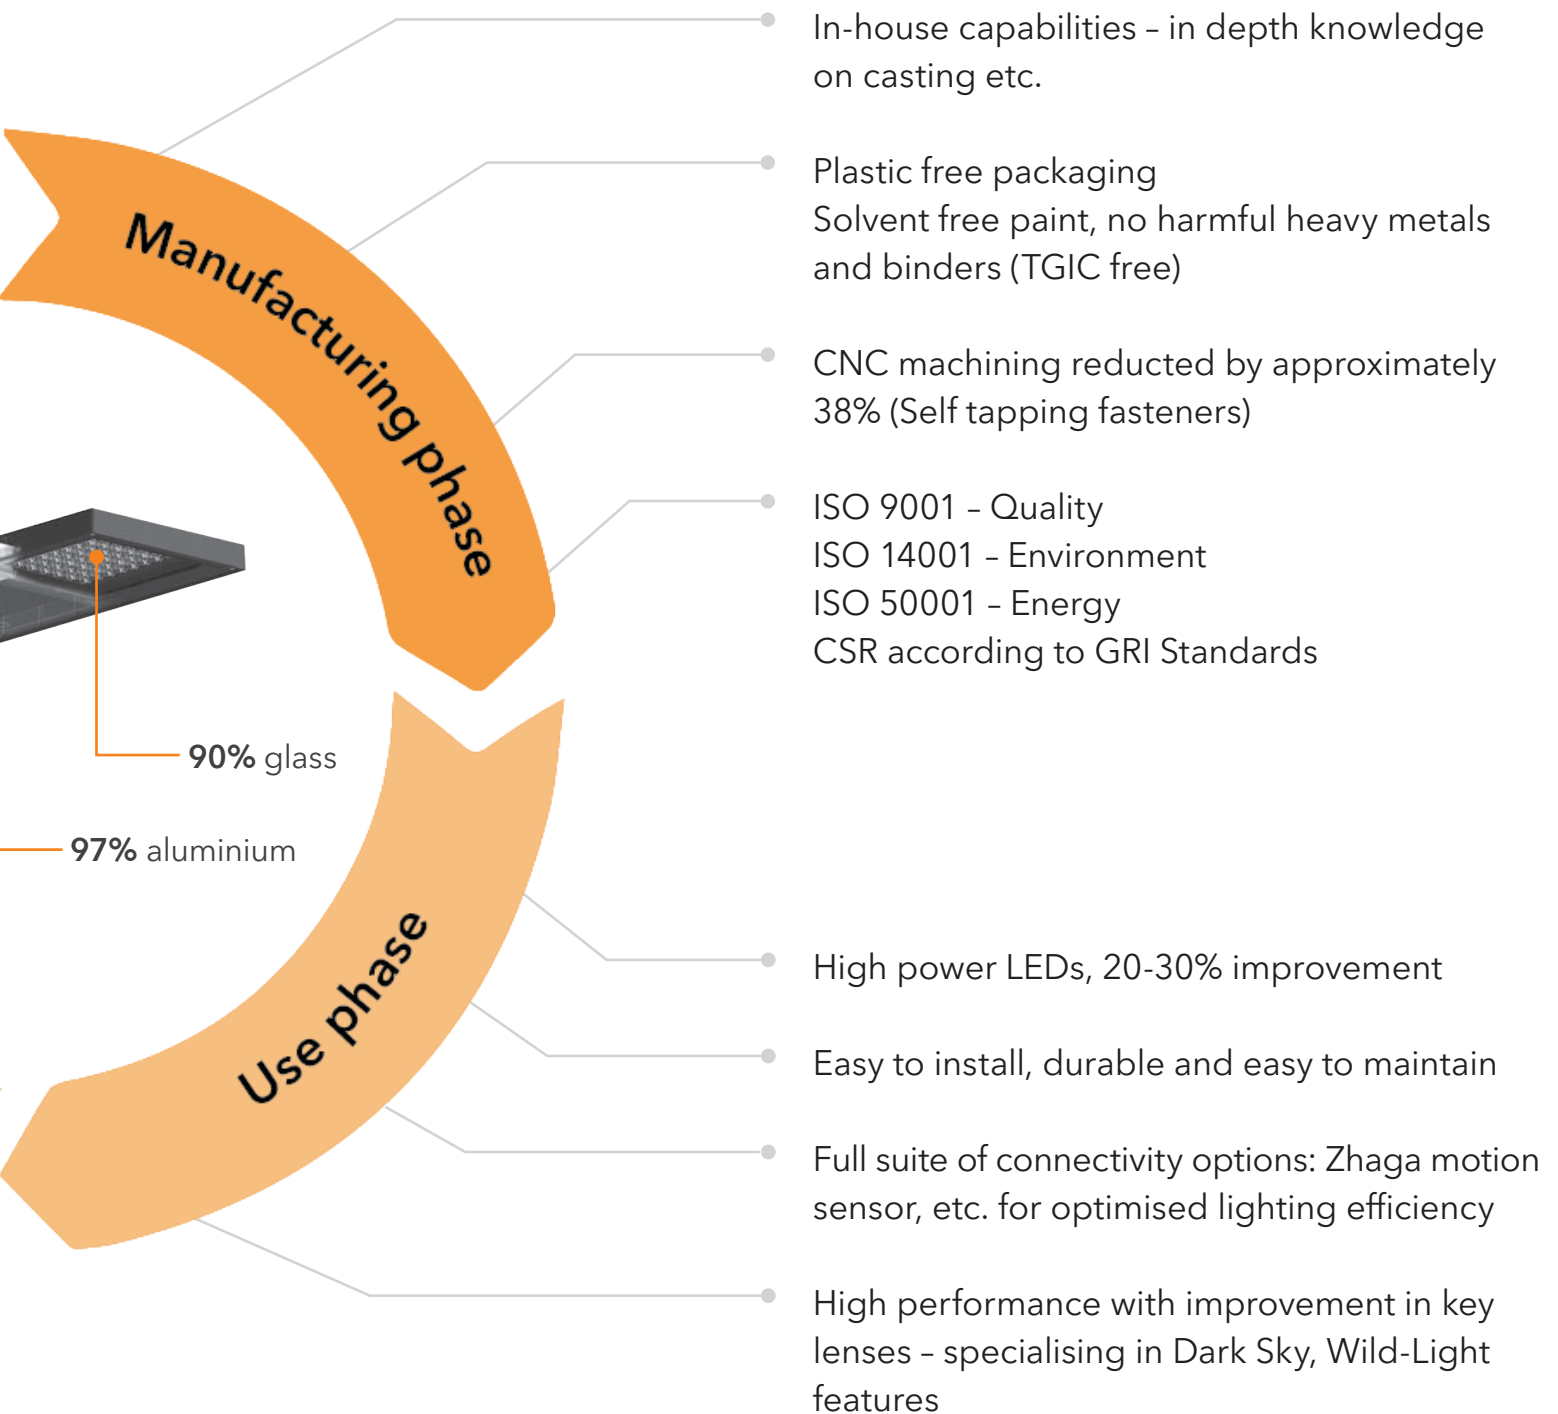 In-house capabilities – in depth knowledge
on casting etc.
Plastic free packaging
Solvent free paint, no harmful heavy metals
and binders (TGIC free)
Manufacturing phase
CNC machining reducted by approximately
38% (Self tapping fasteners)
ISO 9001 – Quality
ISO 14001 – Environment
ISO 50001 – Energy
CSR according to GRI Standards
90% glass
97% aluminium
Use phase
High power LEDs, 20-30% improvement
Easy to install, durable and easy to maintain
Full suite of connectivity options: Zhaga motion
sensor, etc. for optimised lighting efficiency
High performance with improvement in key
lenses – specialising in Dark Sky, Wild-Light
features